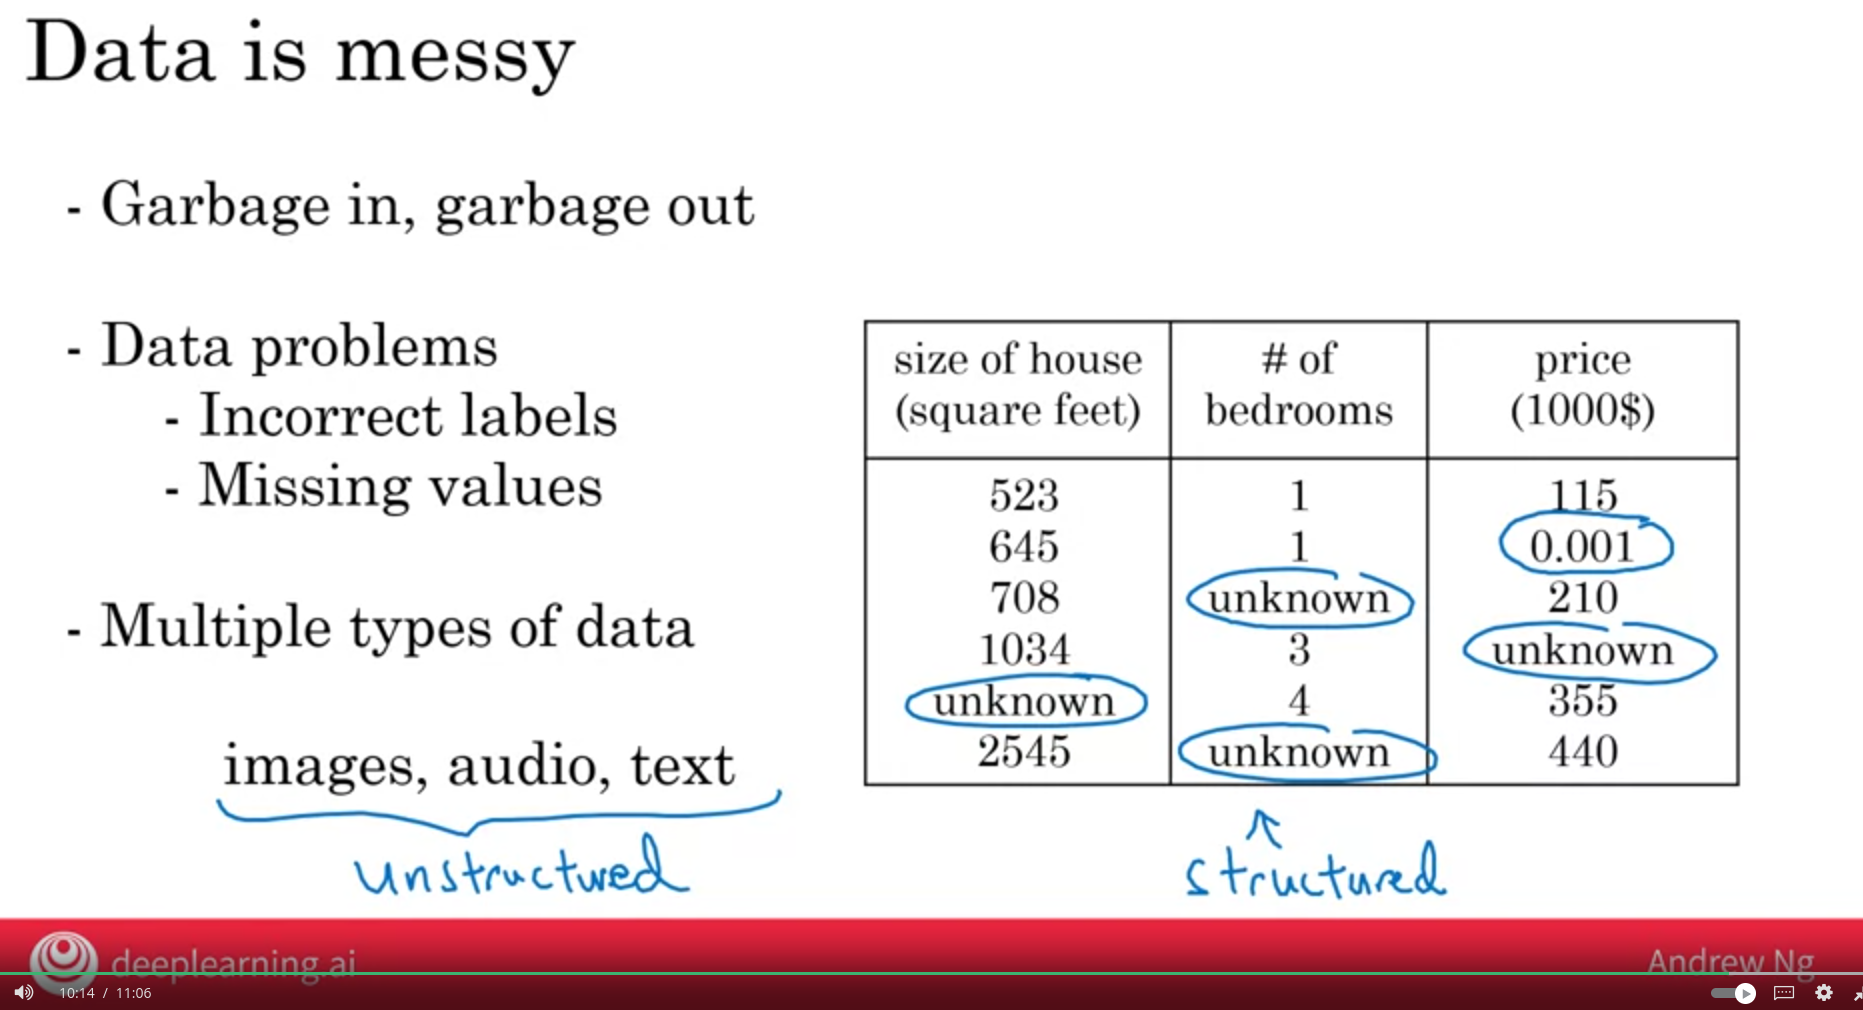 Data is messy
- Garbage in, garbage out
- Data problems
- Incorrect labels
- Missing values
- Multiple types of data
images, audio, text
unstructured
size of house (square feet) # of bedrooms price (1000$)
523 1 115
645 1 0.001
708 unknown 210
1034 3 unknown
unknown 4 355
2545 unknown 440
structured
deeplearning.ai
Andrew Ng
10:14 / 11:06